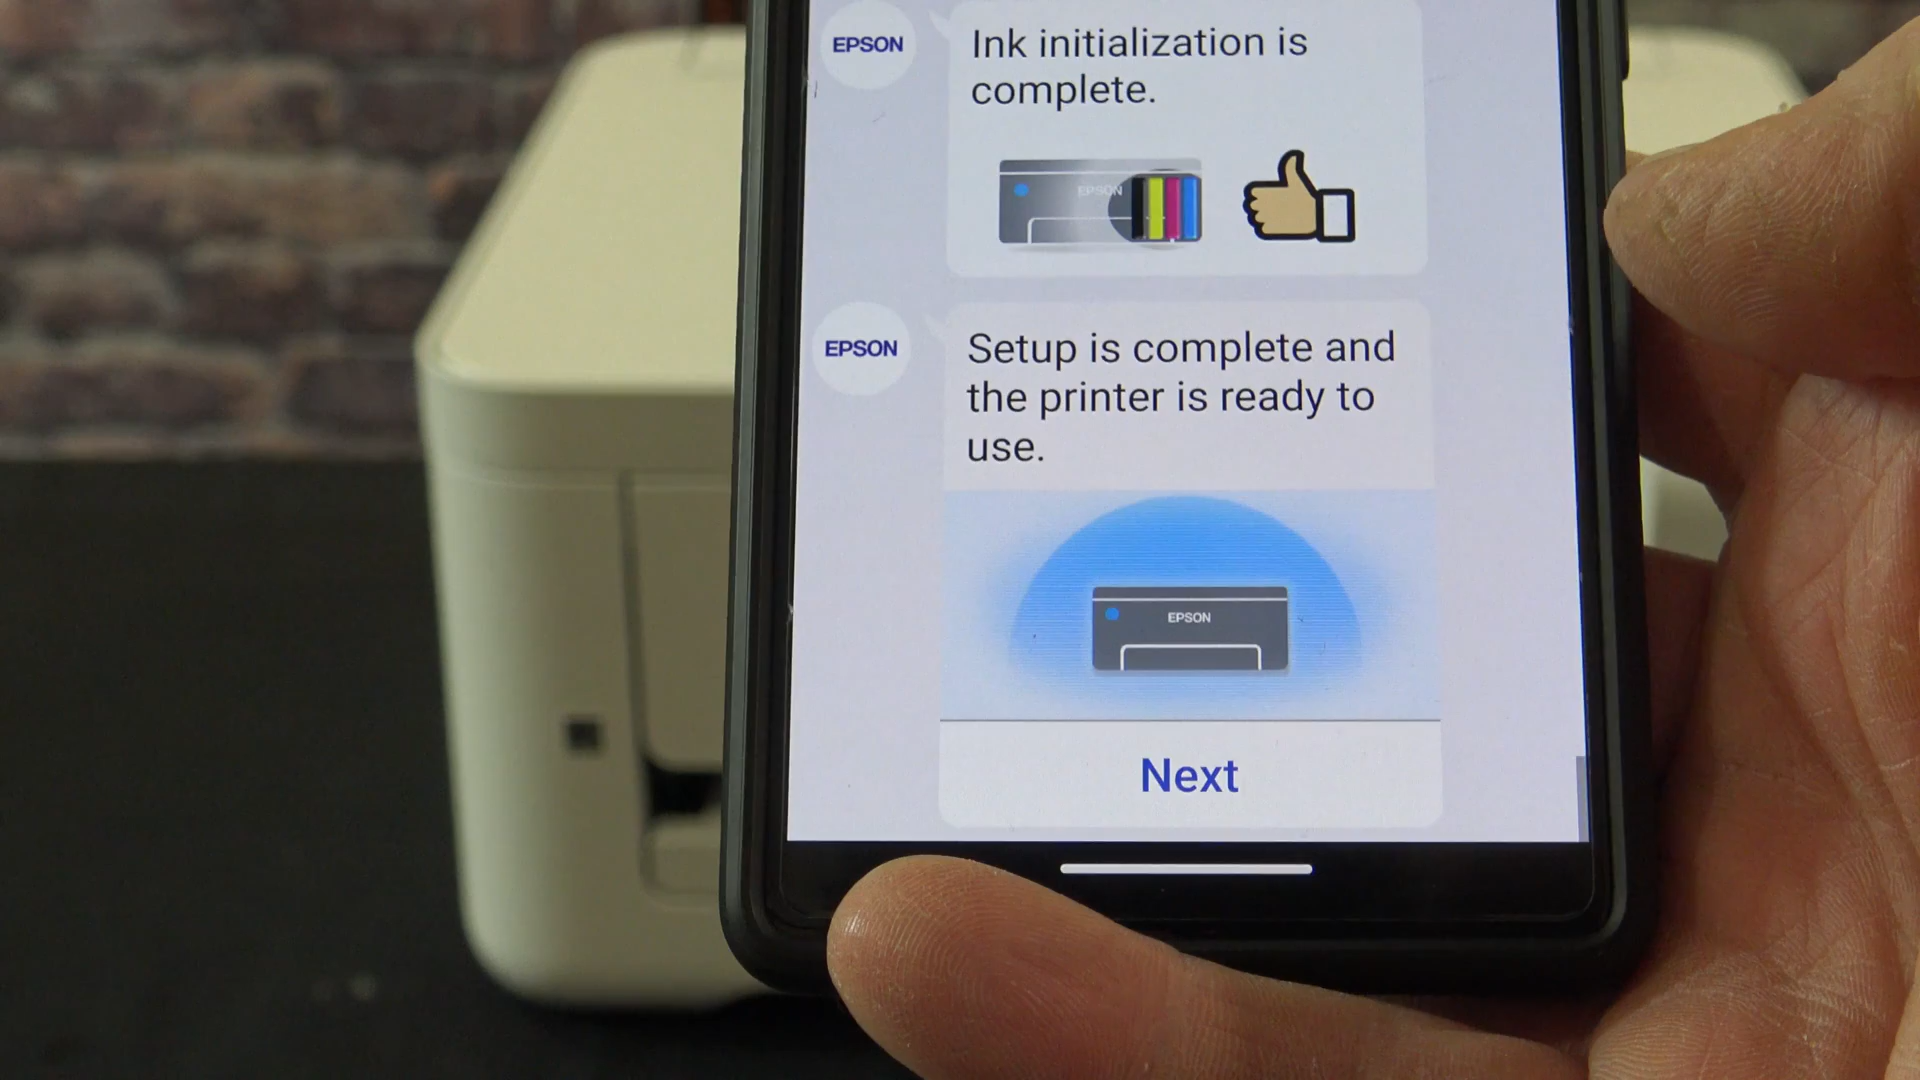 EPSON
Ink initialization is
complete.
EPSON
EPSON
Setup is complete and
the printer is ready to
use.
EPSON
Next